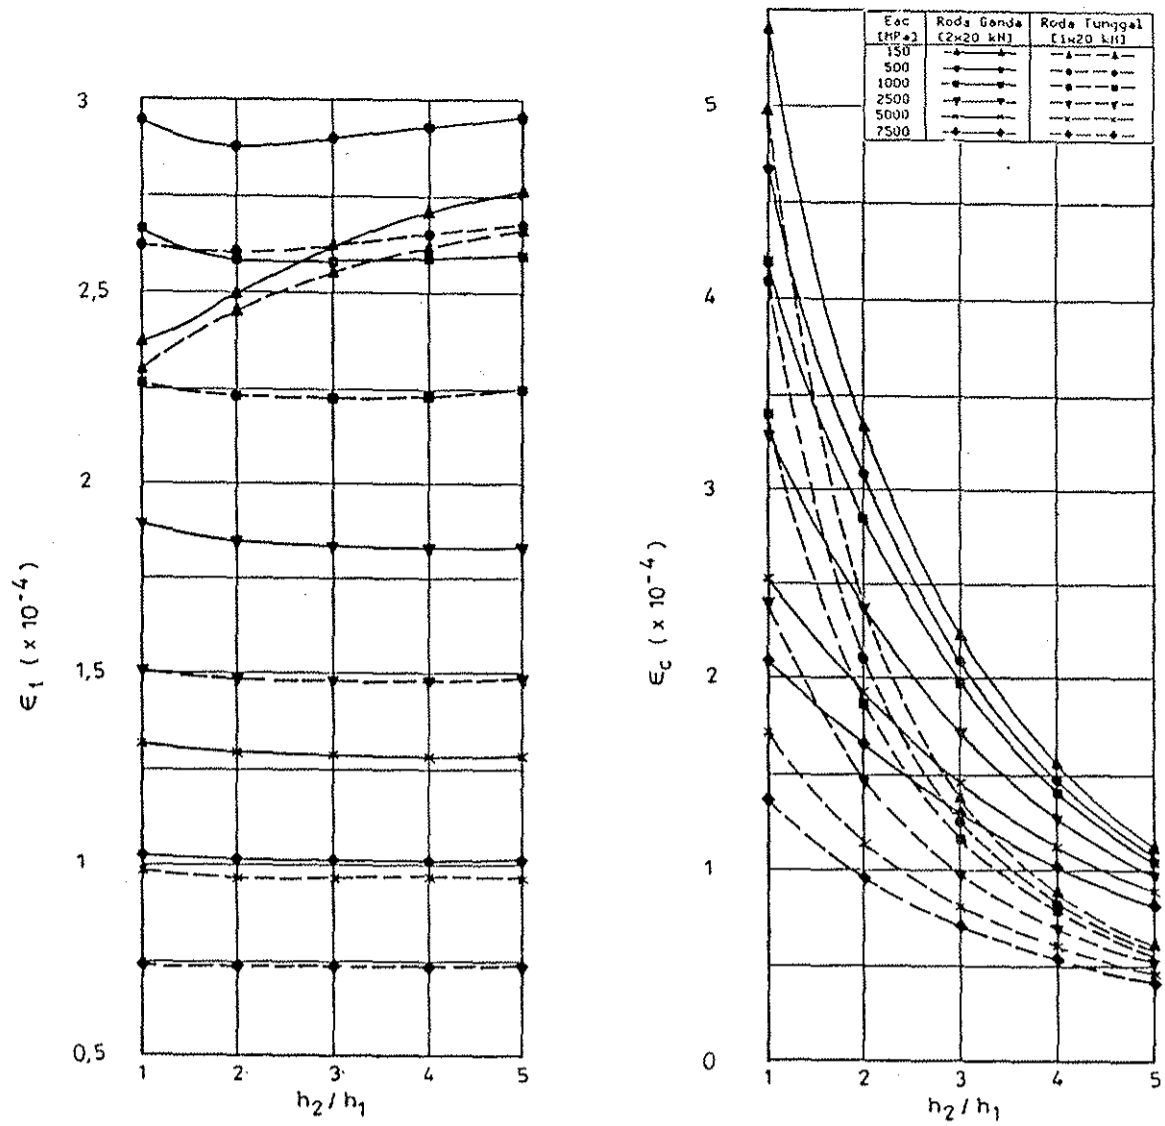 Eac Roda Ganda Roda Tunggal
[MPa] [2x20 kN] [1x20 kN]
150
500
1000
2500
5000
7500
3
2,5
2
1,5
1
0,5
ϵ₁ ( x 10⁻⁴ )
1 2 3 4 5
h₂ / h₁
5
4
3
2
1
0
ϵc ( x 10⁻⁴ )
1 2 3 4 5
h₂ / h₁